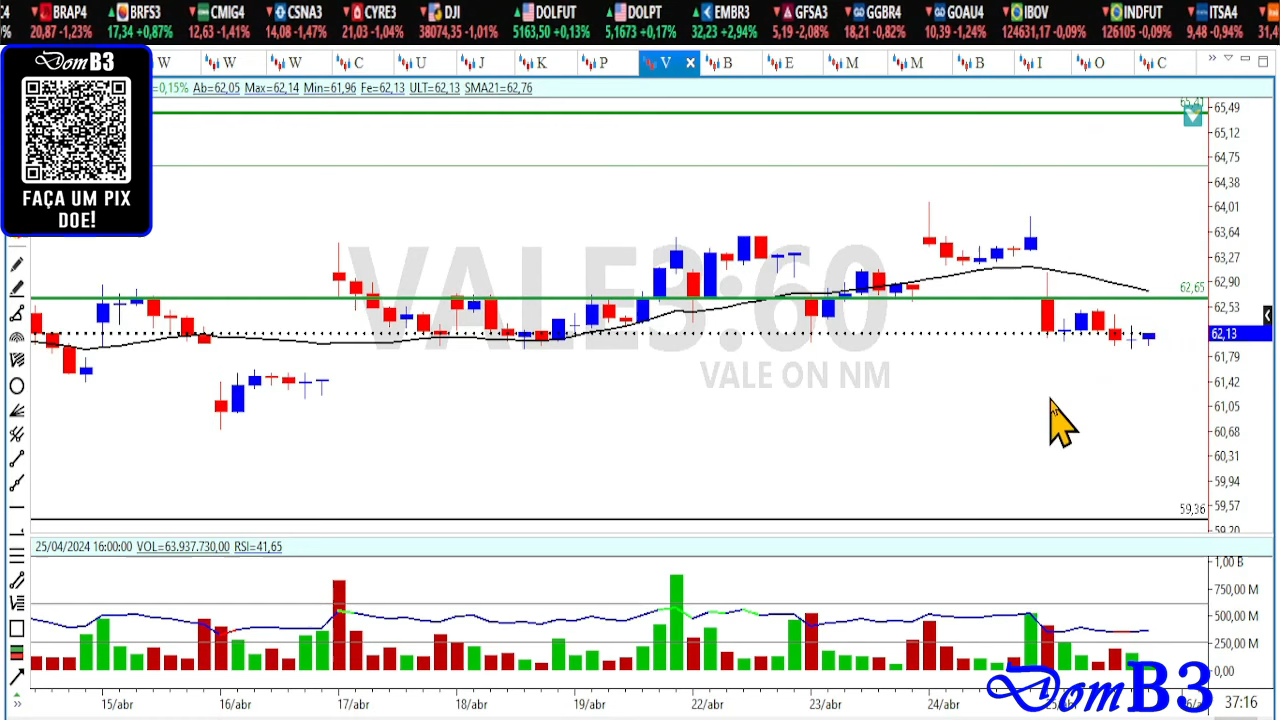 C4 BRAP4 BRFS3 CMIG4 CSNA3 CYRE3 DJI DOLFUT DOLPT EMBR3 GFSA3 GGBR4 GOAU4 IBOV INDFUT ITSA4
20,87 -1,23% 17,34 +0,87% 12,63 -1,41% 14,08 -1,47% 21,03 -1,04% 38074,35 -1,01% 5163,50 +0,13% 5,1673 +0,17% 32,23 +2,94% 5,19 -2,08% 18,21 -0,82% 10,39 -1,24% 124631,17 -0,09% 126105 -0,09% 9,48 -0,94% 31,4
DomB3
FAÇA UM PIX
DOE!
W W W C U J K P V B E M M B I O C
=0,15% Ab=62,05 Max=62,14 Min=61,96 Fe=62,13 ULT=62,13 SMA21=62,76
65,41
65,49
65,12
64,75
64,38
64,01
63,64
63,27
62,90
62,65
62,53
62,13
61,79
61,42
61,05
60,68
60,31
59,94
59,57
59,36
59,20
VALE3:60
VALE ON NM
25/04/2024 16:00:00 VOL=63.937.730,00 RSI=41,65
1,00 B
750,00 M
500,00 M
250,00 M
0,00
15/abr 16/abr 17/abr 18/abr 19/abr 22/abr 23/abr 24/abr
DomB3
37:16